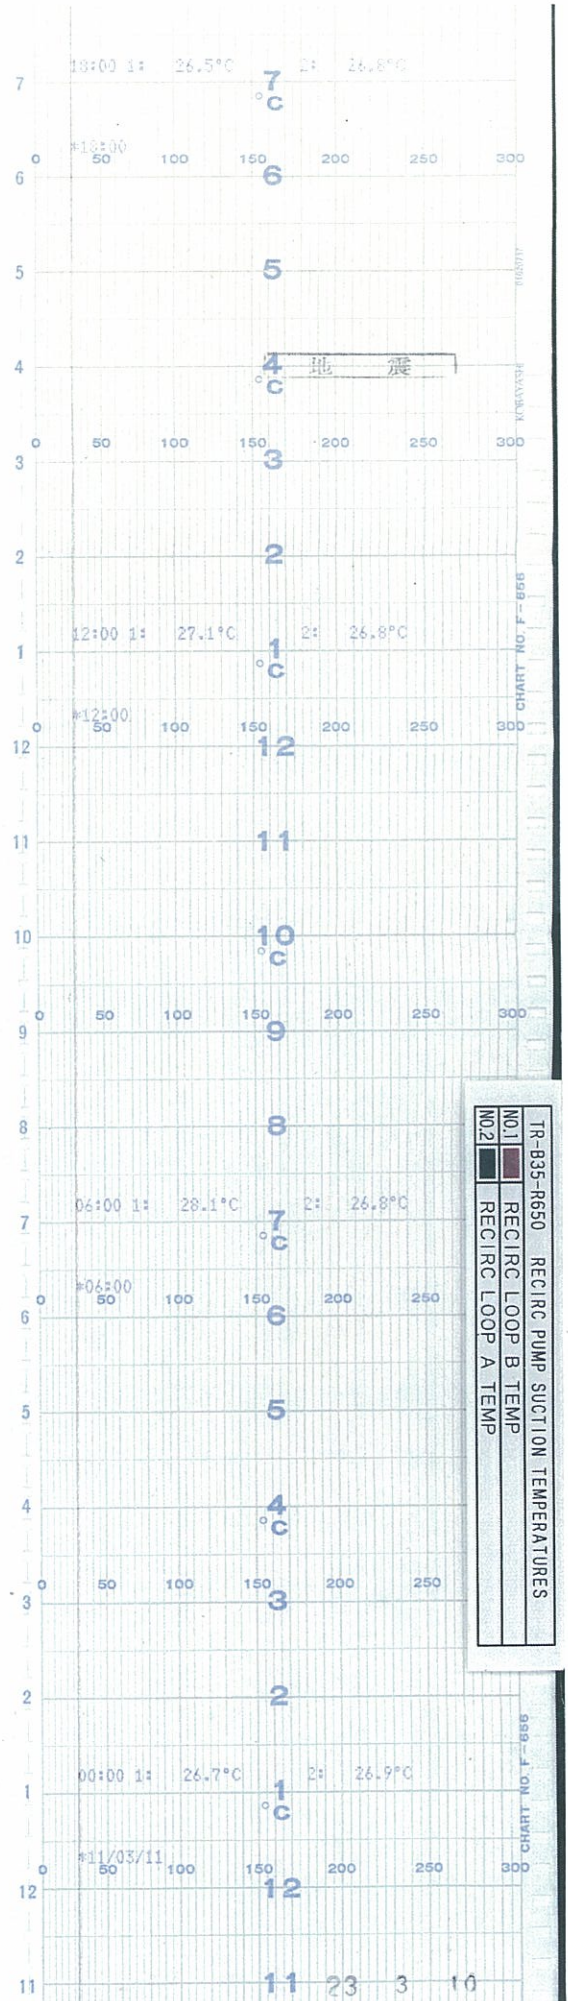 18:00 1: 26.5°C 2: 26.8°C
7
7
°C
*18:00
0 50 100 150 200 250 300
6
6
5
5
4
4
°C
地 震
0 50 100 150 200 250 300
3
3
2
2
12:00 1: 27.1°C 2: 26.8°C
1
1
°C
CHART NO. F-666
*12:00
0 50 100 150 200 250 300
12
12
11
11
10
10
°C
0 50 100 150 200 250 300
9
9
8
8
TR-B35-R650 RECIRC PUMP SUCTION TEMPERATURES
NO.1 RECIRC LOOP B TEMP
NO.2 RECIRC LOOP A TEMP
06:00 1: 28.1°C 2: 26.8°C
7
7
°C
*06:00
0 50 100 150 200 250
6
6
5
5
4
4
°C
0 50 100 150 200 250
3
3
2
2
00:00 1: 26.7°C 2: 26.9°C
1
1
°C
CHART NO. F-666
*11/03/11
0 50 100 150 200 250 300
12
12
11
11
23 3 10